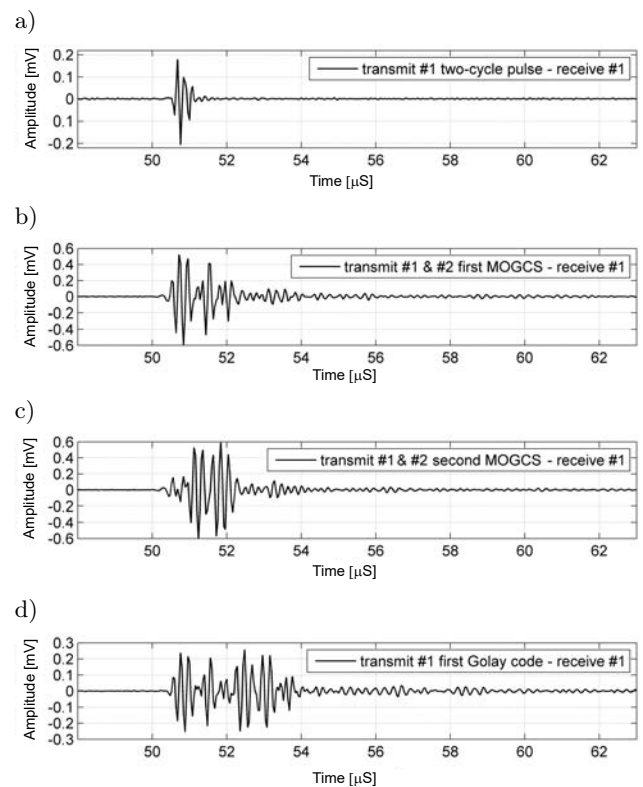 a)
transmit #1 two-cycle pulse - receive #1
Amplitude [mV]
0.2
0.1
0
0.1
-0.2
50 52 54 56 58 60 62
Time [μS]
b)
transmit #1 & #2 first MOGCS - receive #1
Amplitude [mV]
0.6
0.4
0.2
0
-0.2
-0.4
-0.6
50 52 54 56 58 60 62
Time [μS]
c)
transmit #1 & #2 second MOGCS - receive #1
Amplitude [mV]
0.6
0.4
0.2
0
-0.2
-0.4
-0.6
50 52 54 56 58 60 62
Time [μS]
d)
transmit #1 first Golay code - receive #1
Amplitude [mV]
0.3
0.2
0.1
0
-0.1
-0.2
-0.3
50 52 54 56 58 60 62
Time [μS]